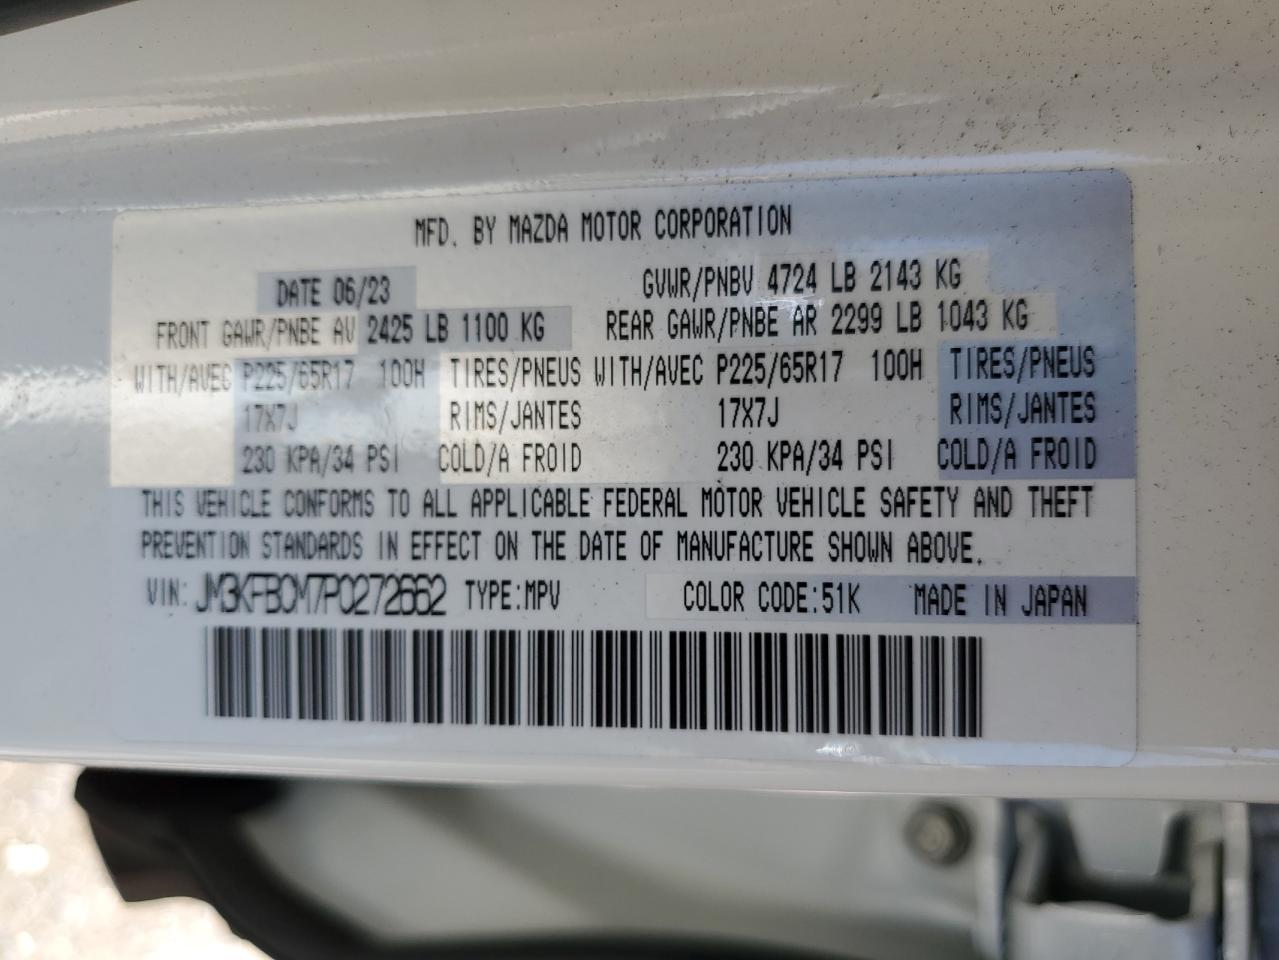 MFD. BY MAZDA MOTOR CORPORATION
DATE 06/23 GVWR/PNBV 4724 LB 2143 KG
FRONT GAWR/PNBE AV 2425 LB 1100 KG REAR GAWR/PNBE AR 2299 LB 1043 KG
WITH/AVEC P225/65R17 100H TIRES/PNEUS WITH/AVEC P225/65R17 100H TIRES/PNEUS
17X7J RIMS/JANTES 17X7J RIMS/JANTES
230 KPA/34 PSI COLD/A FROID 230 KPA/34 PSI COLD/A FROID
THIS VEHICLE CONFORMS TO ALL APPLICABLE FEDERAL MOTOR VEHICLE SAFETY AND THEFT
PREVENTION STANDARDS IN EFFECT ON THE DATE OF MANUFACTURE SHOWN ABOVE.
VIN: JM3KFBCM7P0272662 TYPE:MPV COLOR CODE:51K MADE IN JAPAN